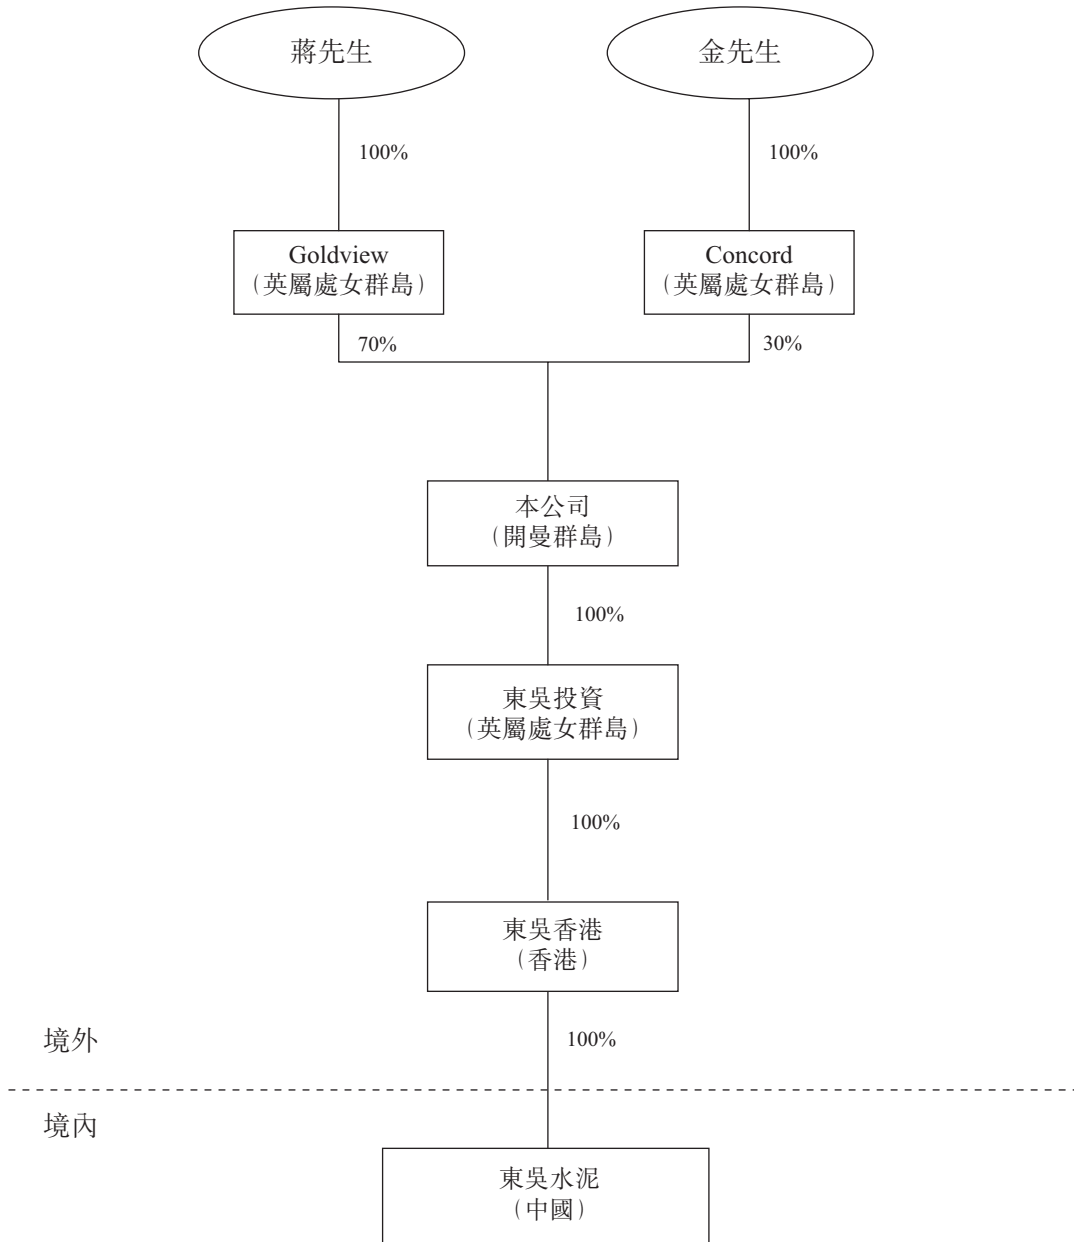 蔣先生
金先生
100%
100%
Goldview
（英屬處女群島）
Concord
（英屬處女群島）
70%
30%
本公司
（開曼群島）
100%
東吳投資
（英屬處女群島）
100%
東吳香港
（香港）
境外
100%
境內
東吳水泥
（中國）